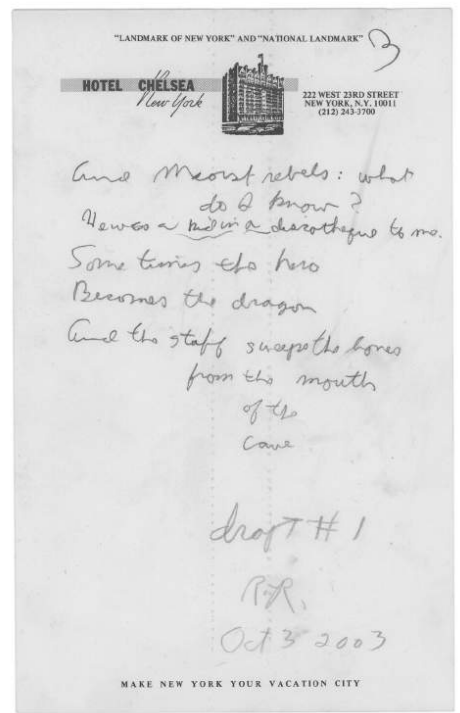 "LANDMARK OF NEW YORK" AND "NATIONAL LANDMARK"
3
HOTEL CHELSEA
New York
222 WEST 23RD STREET
NEW YORK, N.Y. 10011
(212) 243-3700
And Maoist rebels: what
do I know?
He was a kid in a discotheque to me.
Sometimes the hero
Becomes the dragon
And the staff sweeps the bones
from the mouth
of the
cave
draft # 1
R.R.
Oct 3 2003
MAKE NEW YORK YOUR VACATION CITY